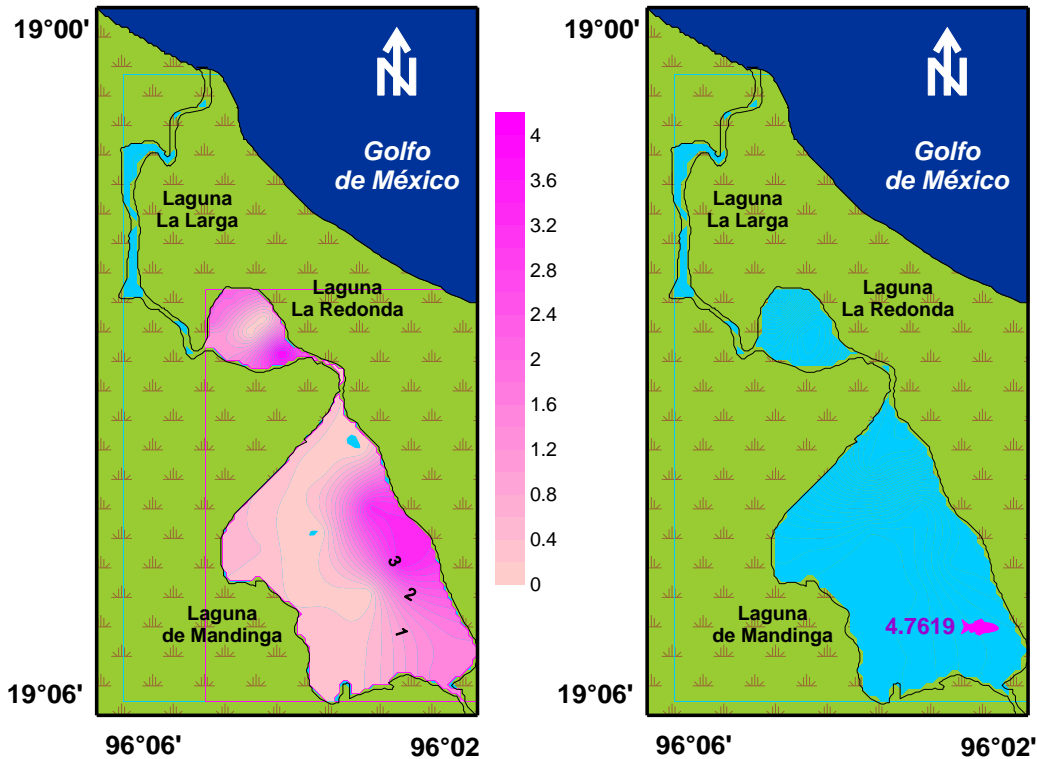 19°00'
N
Golfo
de México
Laguna
La Larga
Laguna
La Redonda
3
2
1
Laguna
de Mandinga
19°06'
96°06'
96°02
4
3.6
3.2
2.8
2.4
2
1.6
1.2
0.8
0.4
0
19°00'
N
Golfo
de México
Laguna
La Larga
Laguna
La Redonda
Laguna
de Mandinga
4.7619
19°06'
96°06'
96°02'